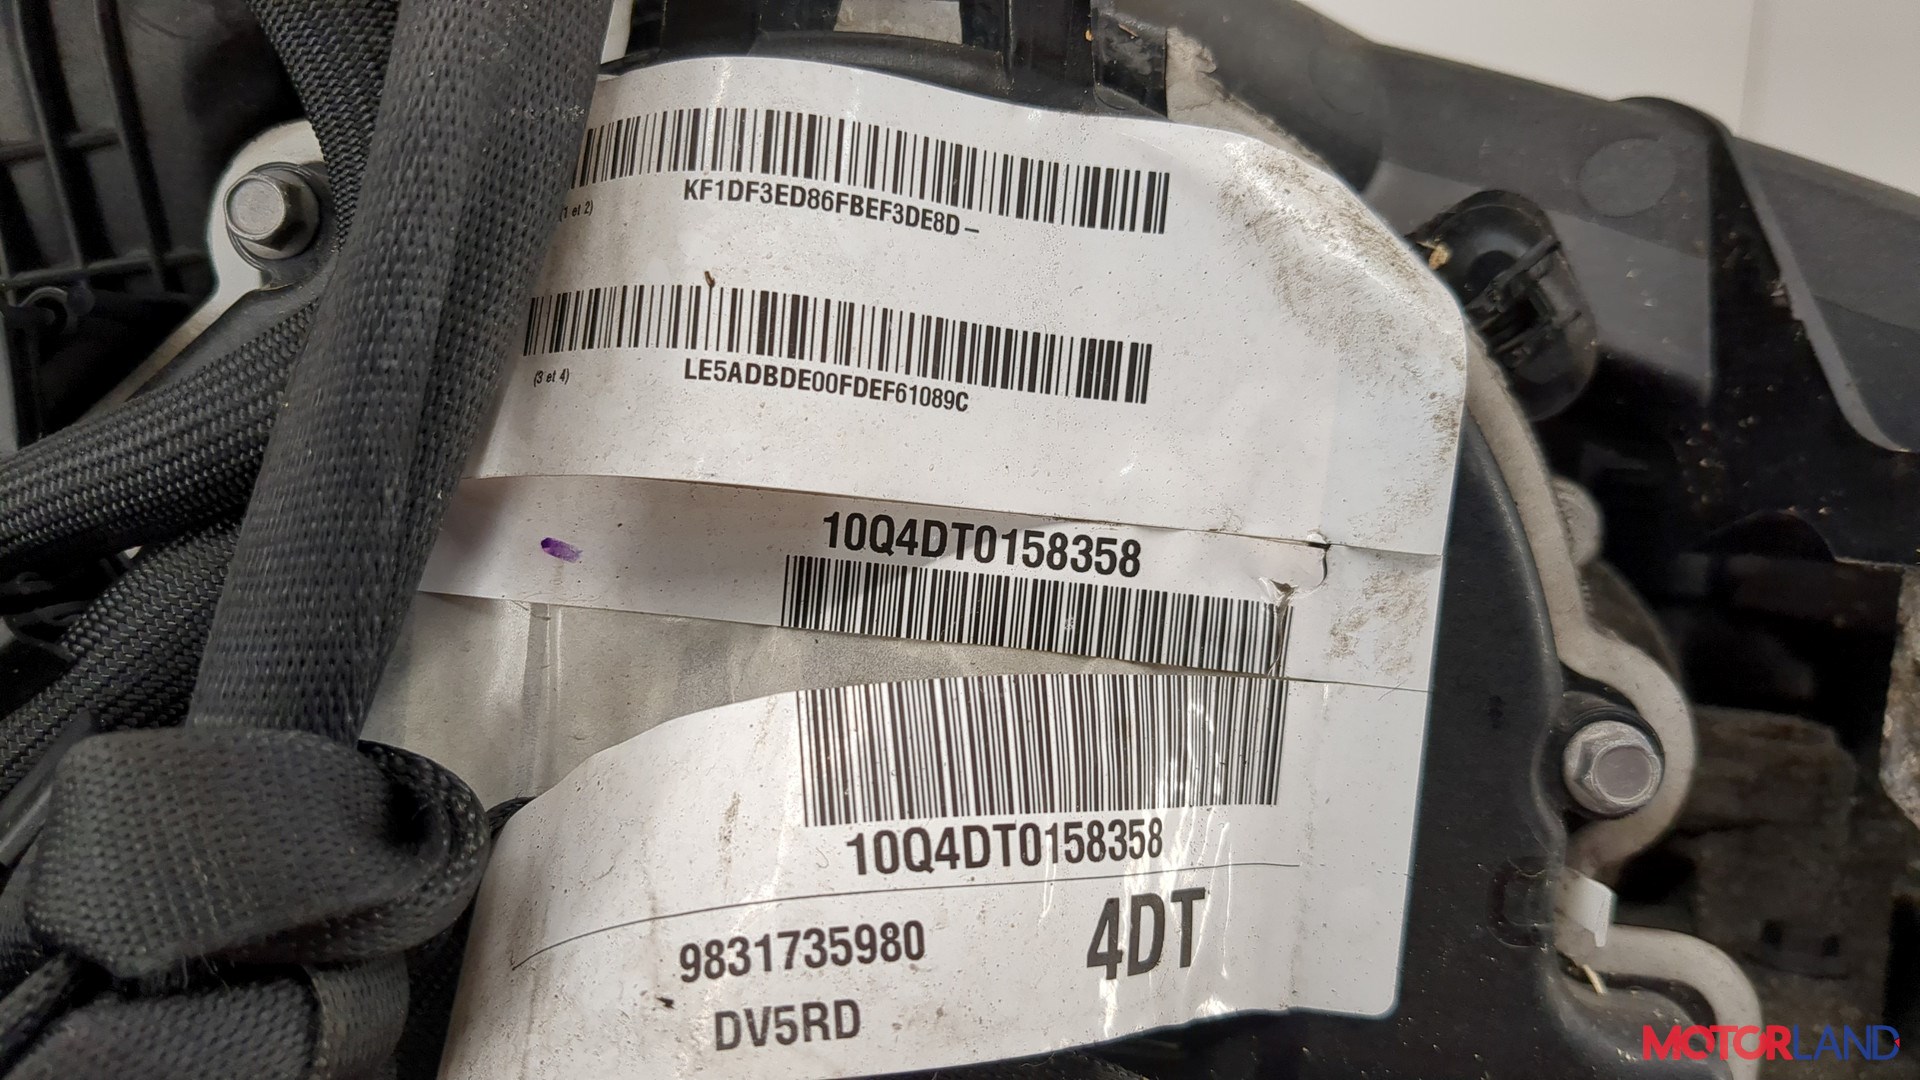 KF1DF3ED86FBEF3DE8D-
(1 et 2)
LE5ADBDE00FDEF61089C
(3 et 4)
10Q4DT0158358
10Q4DT0158358
9831735980
4DT
DV5RD
MOTORLAND